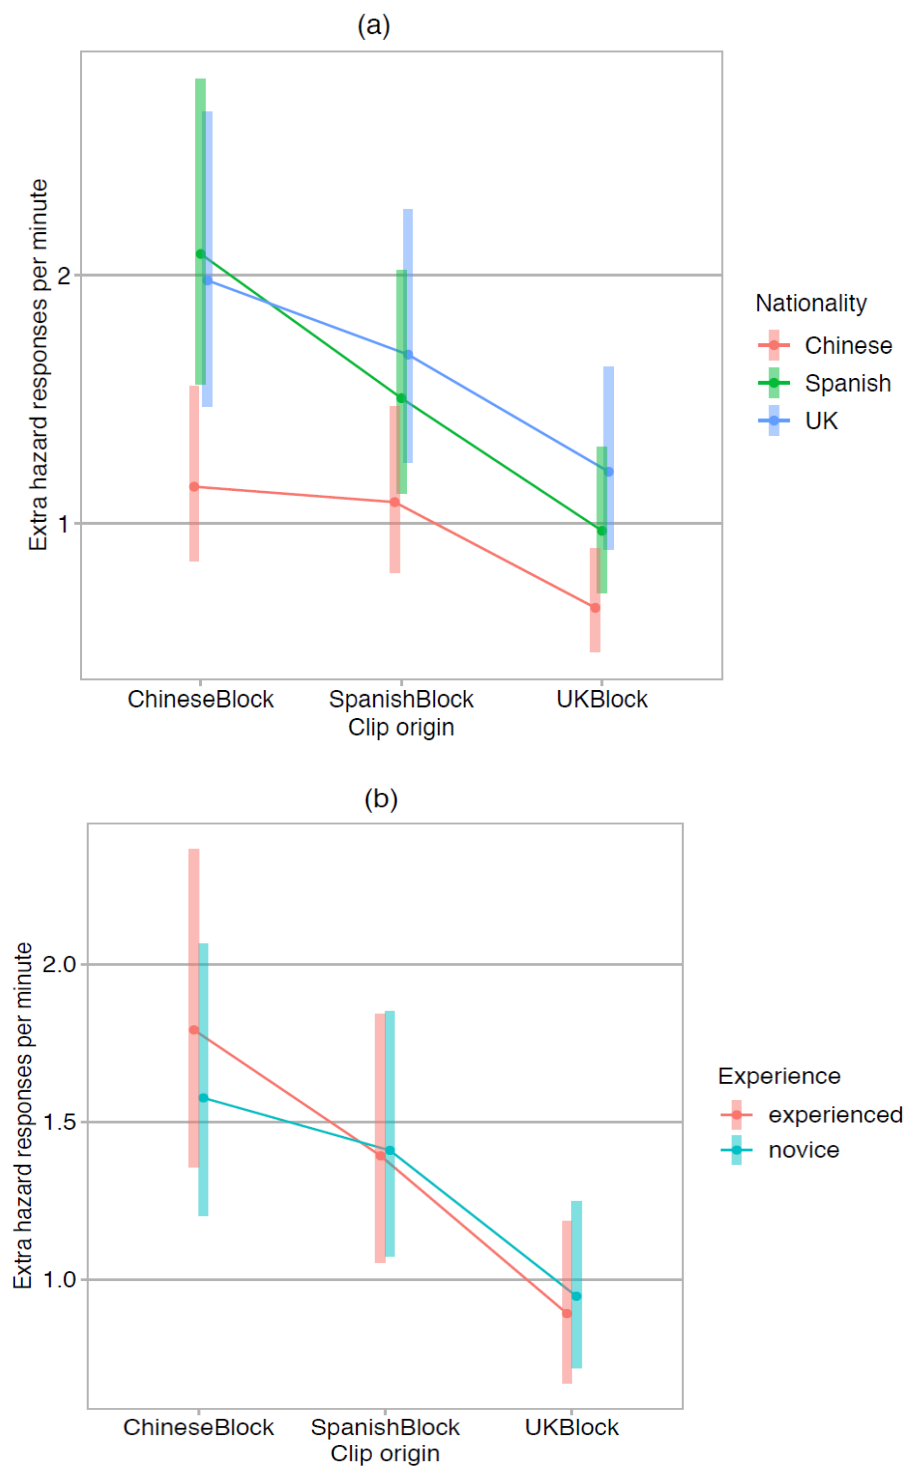 (a)
Extra hazard responses per minute
2
1
Nationality
Chinese
Spanish
UK
ChineseBlock SpanishBlock UKBlock
Clip origin
(b)
Extra hazard responses per minute
2.0
1.5
1.0
Experience
experienced
novice
ChineseBlock SpanishBlock UKBlock
Clip origin